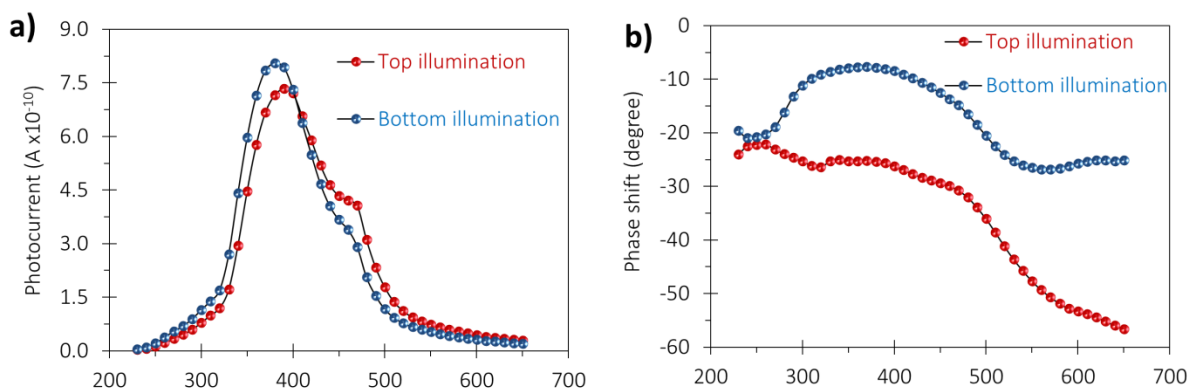 a)
9.0
7.5
6.0
4.5
3.0
1.5
0.0
Photocurrent (A x10⁻¹⁰)
Top illumination
Bottom illumination
200 300 400 500 600 700
b)
0
-10
-20
-30
-40
-50
-60
Phase shift (degree)
Top illumination
Bottom illumination
200 300 400 500 600 700